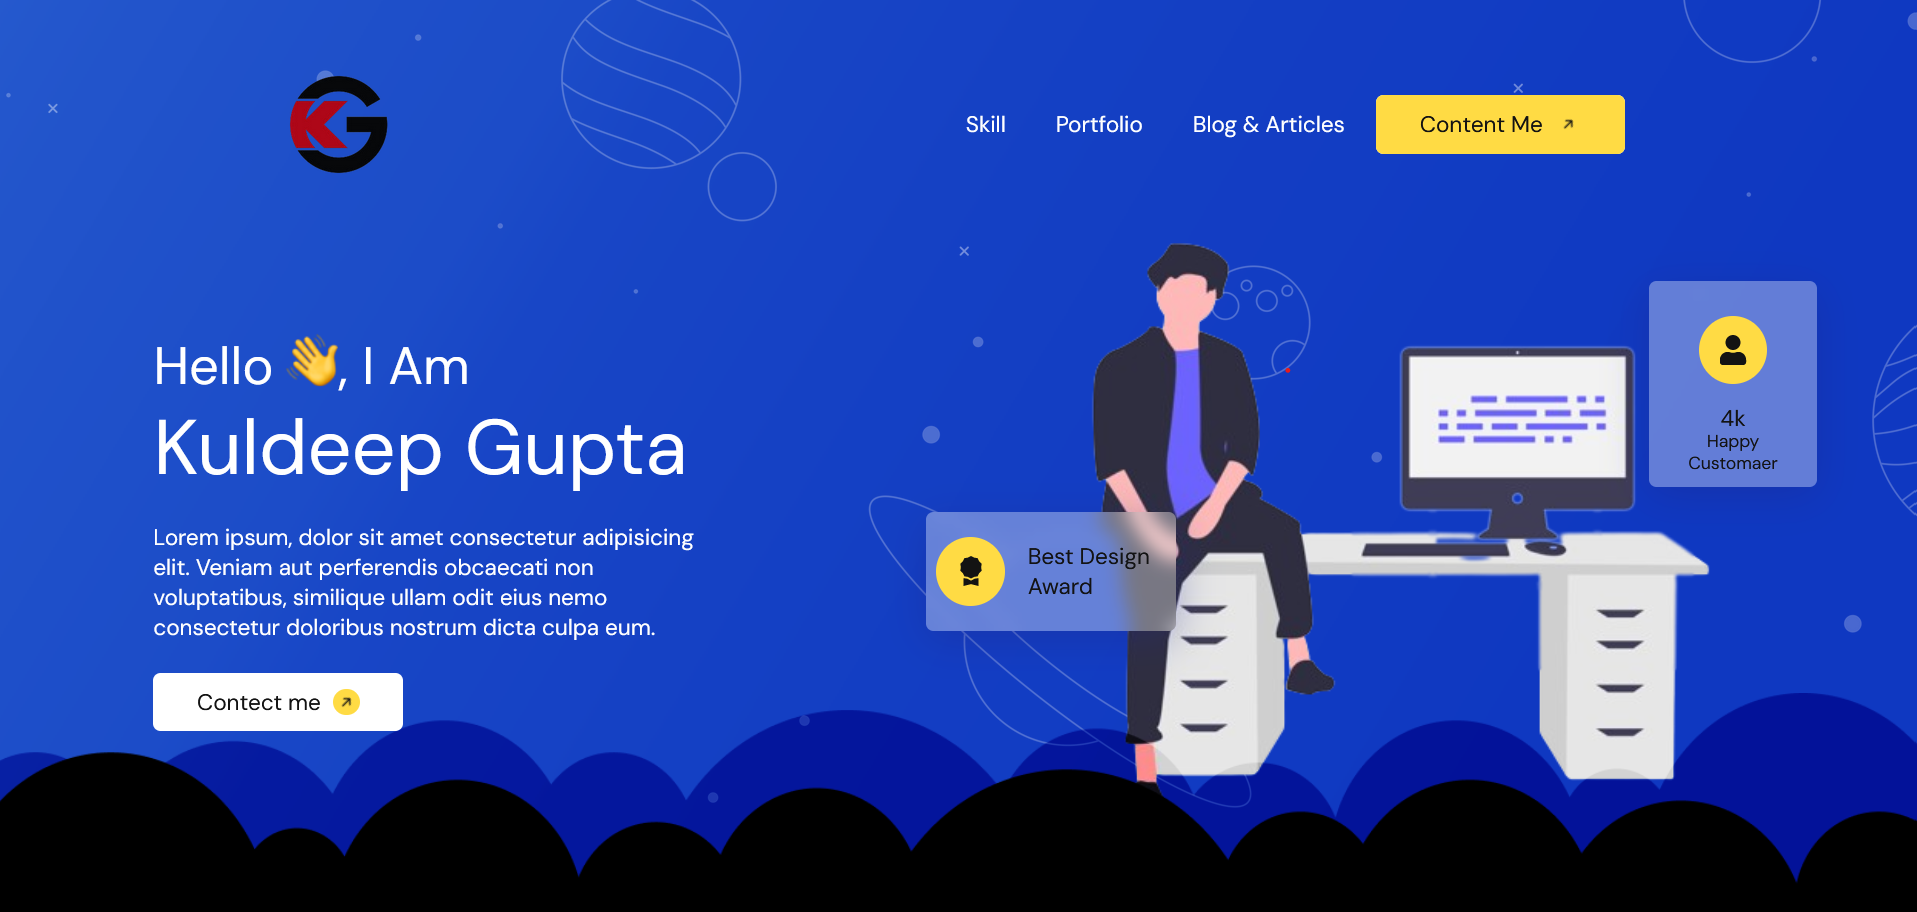 KG
Skill
Portfolio
Blog & Articles
Content Me
Hello 👋, I Am
Kuldeep Gupta
Lorem ipsum, dolor sit amet consectetur adipisicing
elit. Veniam aut perferendis obcaecati non
voluptatibus, similique ullam odit eius nemo
consectetur doloribus nostrum dicta culpa eum.
Contect me
Best Design
Award
4k
Happy
Customaer